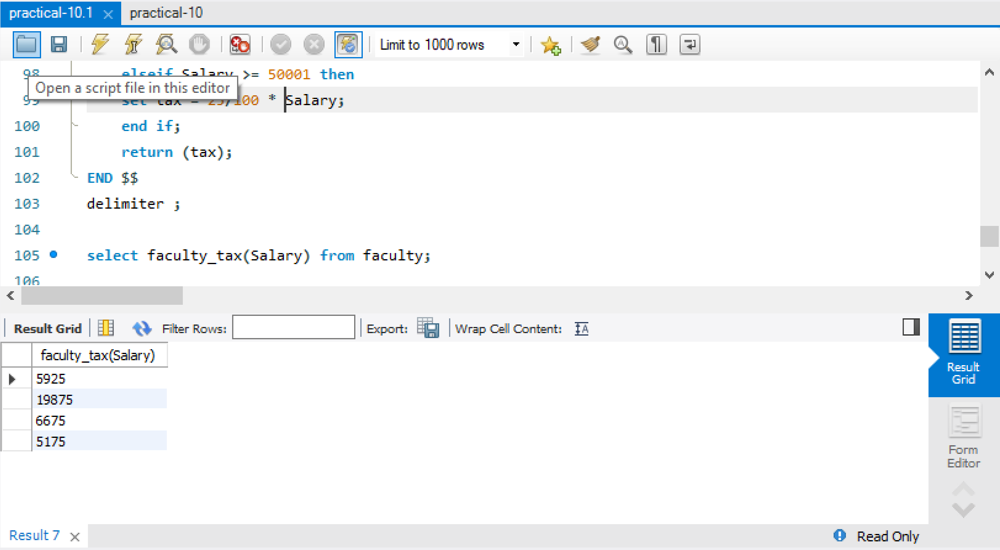 practical-10.1 practical-10
Limit to 1000 rows
98 elseif Salary >= 50001 then
Open a script file in this editor
99 set tax = 25/100 * Salary;
100 end if;
101 return (tax);
102 END $$
103 delimiter ;
104
105 select faculty_tax(Salary) from faculty;
106
Result Grid Filter Rows: Export: Wrap Cell Content:
faculty_tax(Salary)
5925
19875
6675
5175
Result
Grid
Form
Editor
Result 7 Read Only